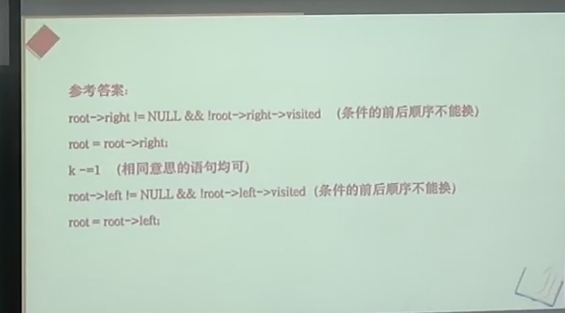 参考答案：
root->right != NULL && !root->right->visited （条件的前后顺序不能换）
root = root->right;
k -=1 （相同意思的语句均可）
root->left != NULL && !root->left->visited（条件的前后顺序不能换）
root = root->left;